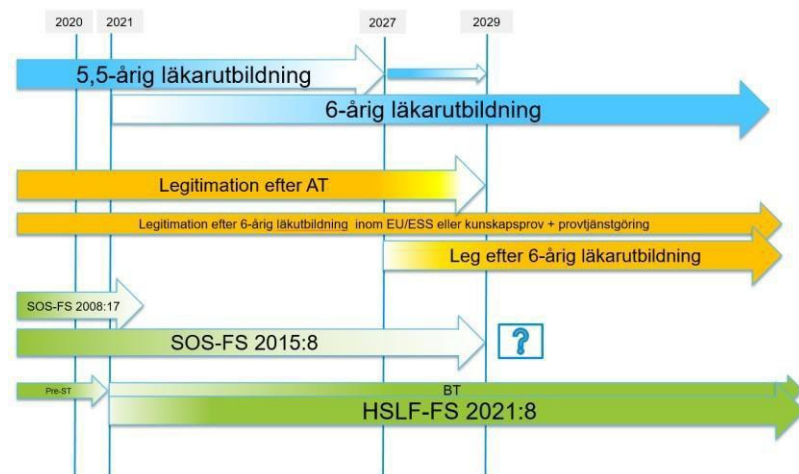 2020
2021
2027
2029
5,5-årig läkarutbildning
6-årig läkarutbildning
Legitimation efter AT
Legitimation efter 6-årig läkutbildning inom EU/ESS eller kunskapsprov + provtjänstgöring
Leg efter 6-årig läkarutbildning
SOS-FS 2008:17
SOS-FS 2015:8
?
Pre-ST
BT
HSLF-FS 2021:8